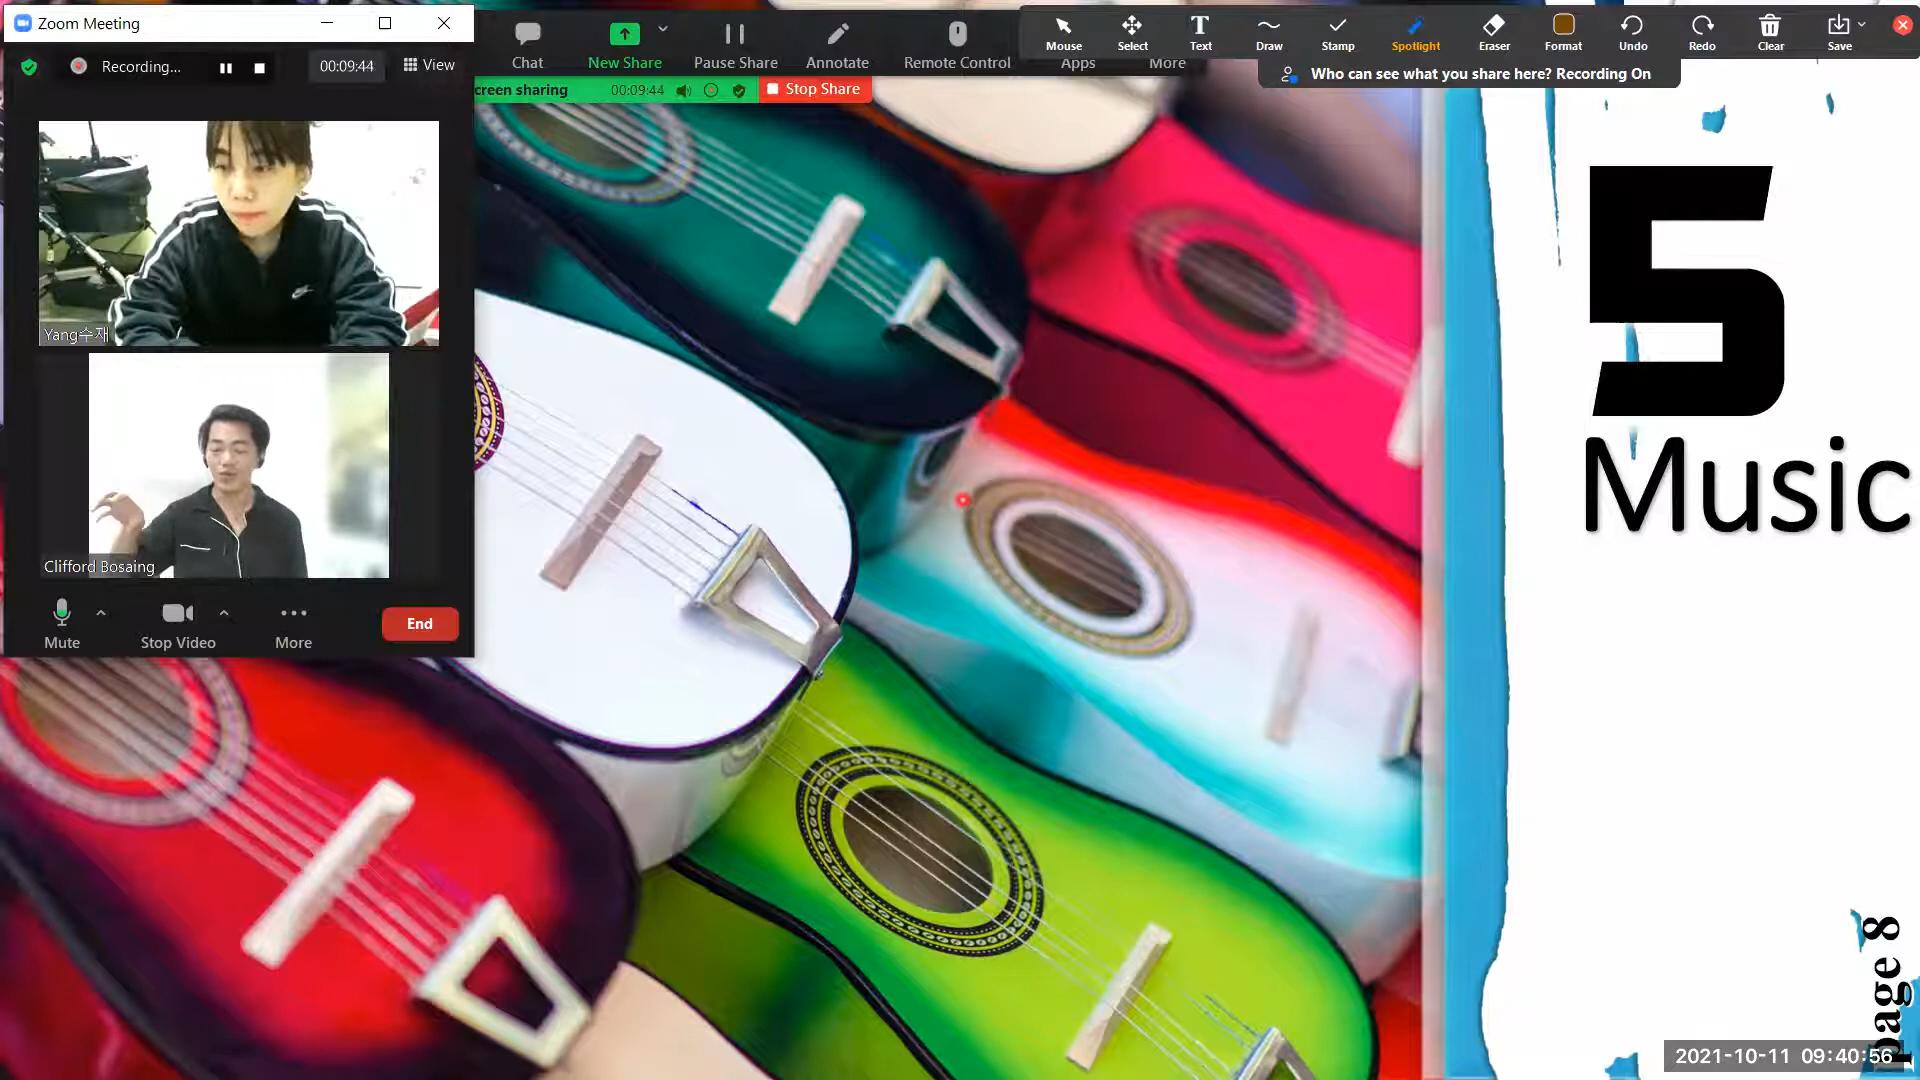 Zoom Meeting
Recording...
00:09:44
View
Yang수재
Clifford Bosaing
Mute
Stop Video
More
End
Chat
New Share
Pause Share
Annotate
Remote Control
Apps
More
creen sharing
00:09:44
Stop Share
Mouse
Select
Text
Draw
Stamp
Spotlight
Eraser
Format
Undo
Redo
Clear
Save
Who can see what you share here? Recording On
5
Music
page 8
2021-10-11 09:40:56